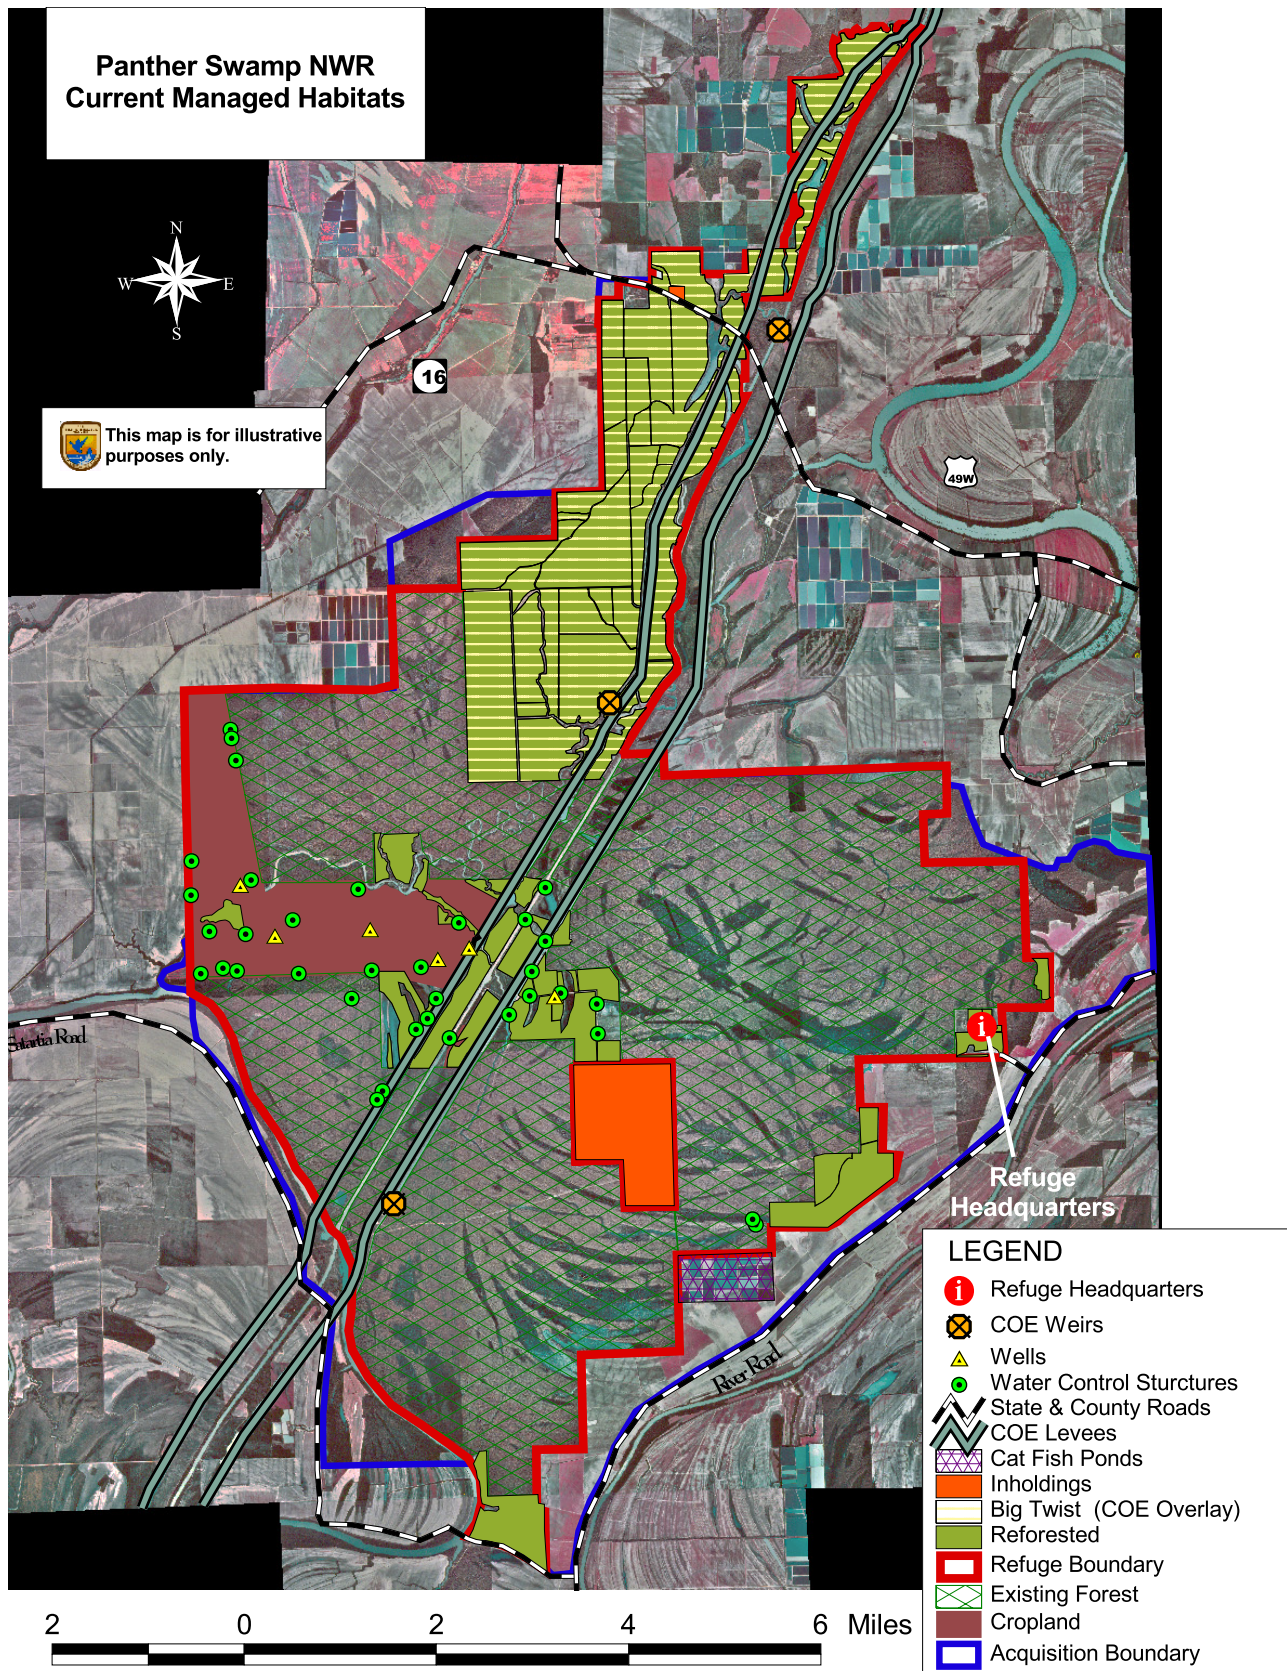 Panther Swamp NWR
Current Managed Habitats
N
W
E
S
16
This map is for illustrative
purposes only.
49W
Satartia Road
Refuge
Headquarters
River Road
LEGEND
Refuge Headquarters
COE Weirs
Wells
Water Control Sturctures
State & County Roads
COE Levees
Cat Fish Ponds
Inholdings
Big Twist (COE Overlay)
Reforested
Refuge Boundary
Existing Forest
Cropland
Acquisition Boundary
2 0 2 4 6 Miles